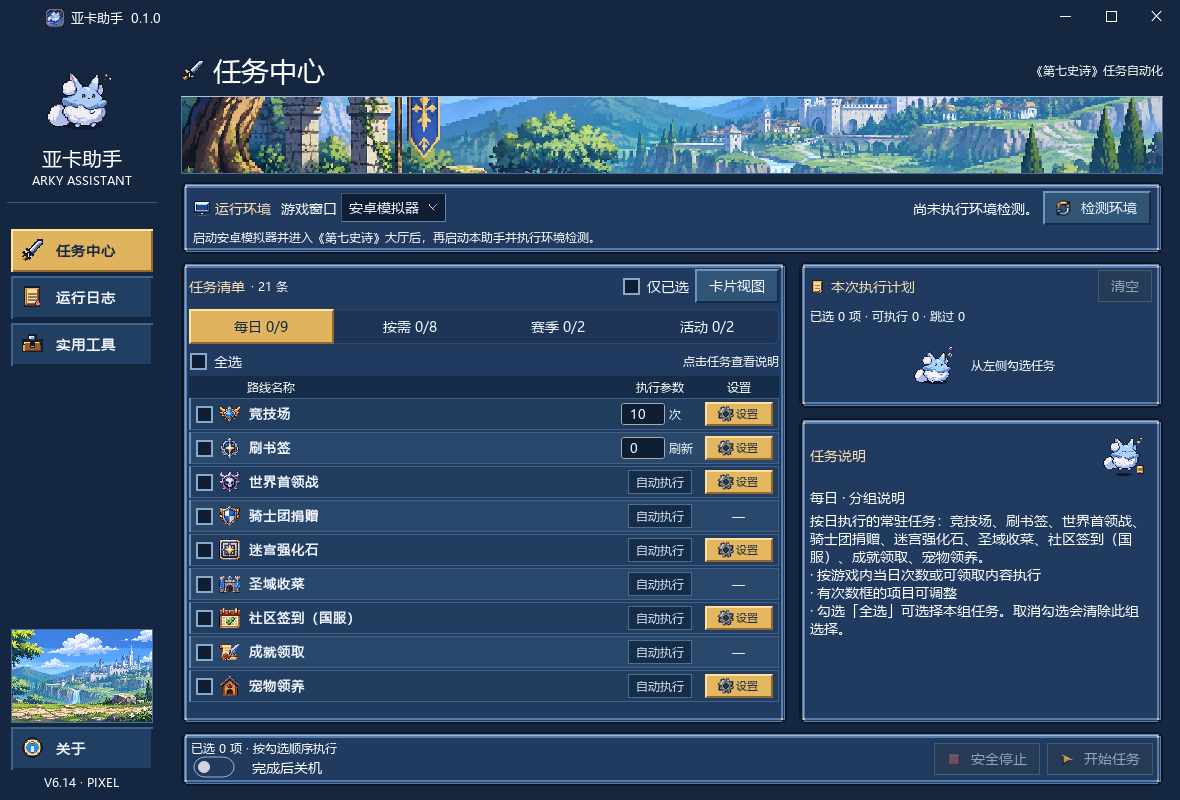 亚卡助手 0.1.0
亚卡助手
ARKY ASSISTANT
任务中心
运行日志
实用工具
关于
V6.14 · PIXEL
任务中心
《第七史诗》任务自动化
运行环境 游戏窗口 安卓模拟器
尚未执行环境检测。 检测环境
启动安卓模拟器并进入《第七史诗》大厅后，再启动本助手并执行环境检测。
任务清单 · 21 条 仅已选 卡片视图
每日 0/9 按需 0/8 赛季 0/2 活动 0/2
全选 点击任务查看说明
路线名称 执行参数 设置
竞技场 10 次 设置
刷书签 0 刷新 设置
世界首领战 自动执行 设置
骑士团捐赠 自动执行 —
迷宫强化石 自动执行 设置
圣域收菜 自动执行 —
社区签到（国服） 自动执行 设置
成就领取 自动执行 —
宠物领养 自动执行 设置
本次执行计划 清空
已选 0 项 · 可执行 0 · 跳过 0
从左侧勾选任务
任务说明
每日 · 分组说明
按日执行的常驻任务：竞技场、刷书签、世界首领战、
骑士团捐赠、迷宫强化石、圣域收菜、社区签到（国
服）、成就领取、宠物领养。
· 按游戏内当日次数或可领取内容执行
· 有次数框的项目可调整
· 勾选「全选」可选择本组任务。取消勾选会清除此组
选择。
已选 0 项 · 按勾选顺序执行
完成后关机
安全停止 开始任务